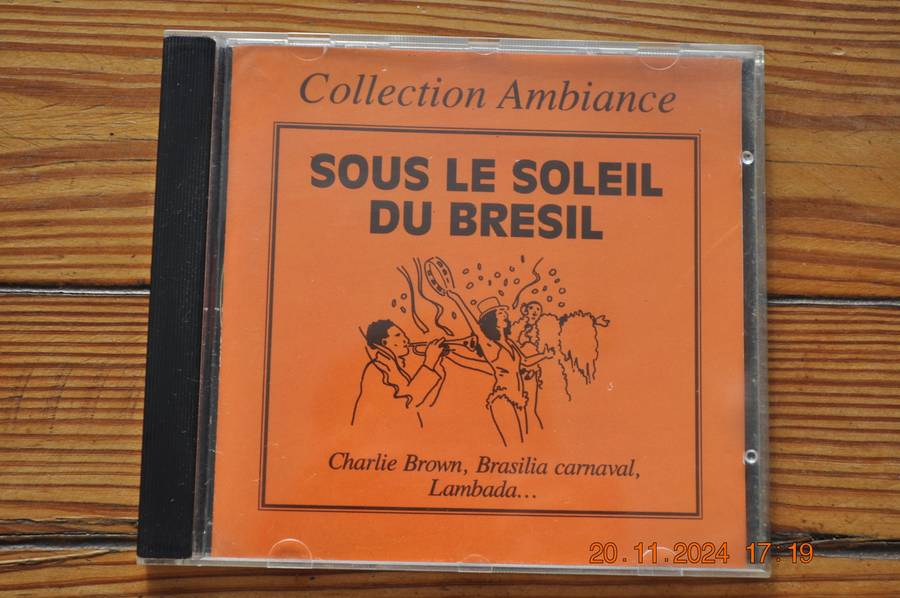 Collection Ambiance
SOUS LE SOLEIL
DU BRESIL
Charlie Brown, Brasilia carnaval,
Lambada...
20.11.2024 17:19